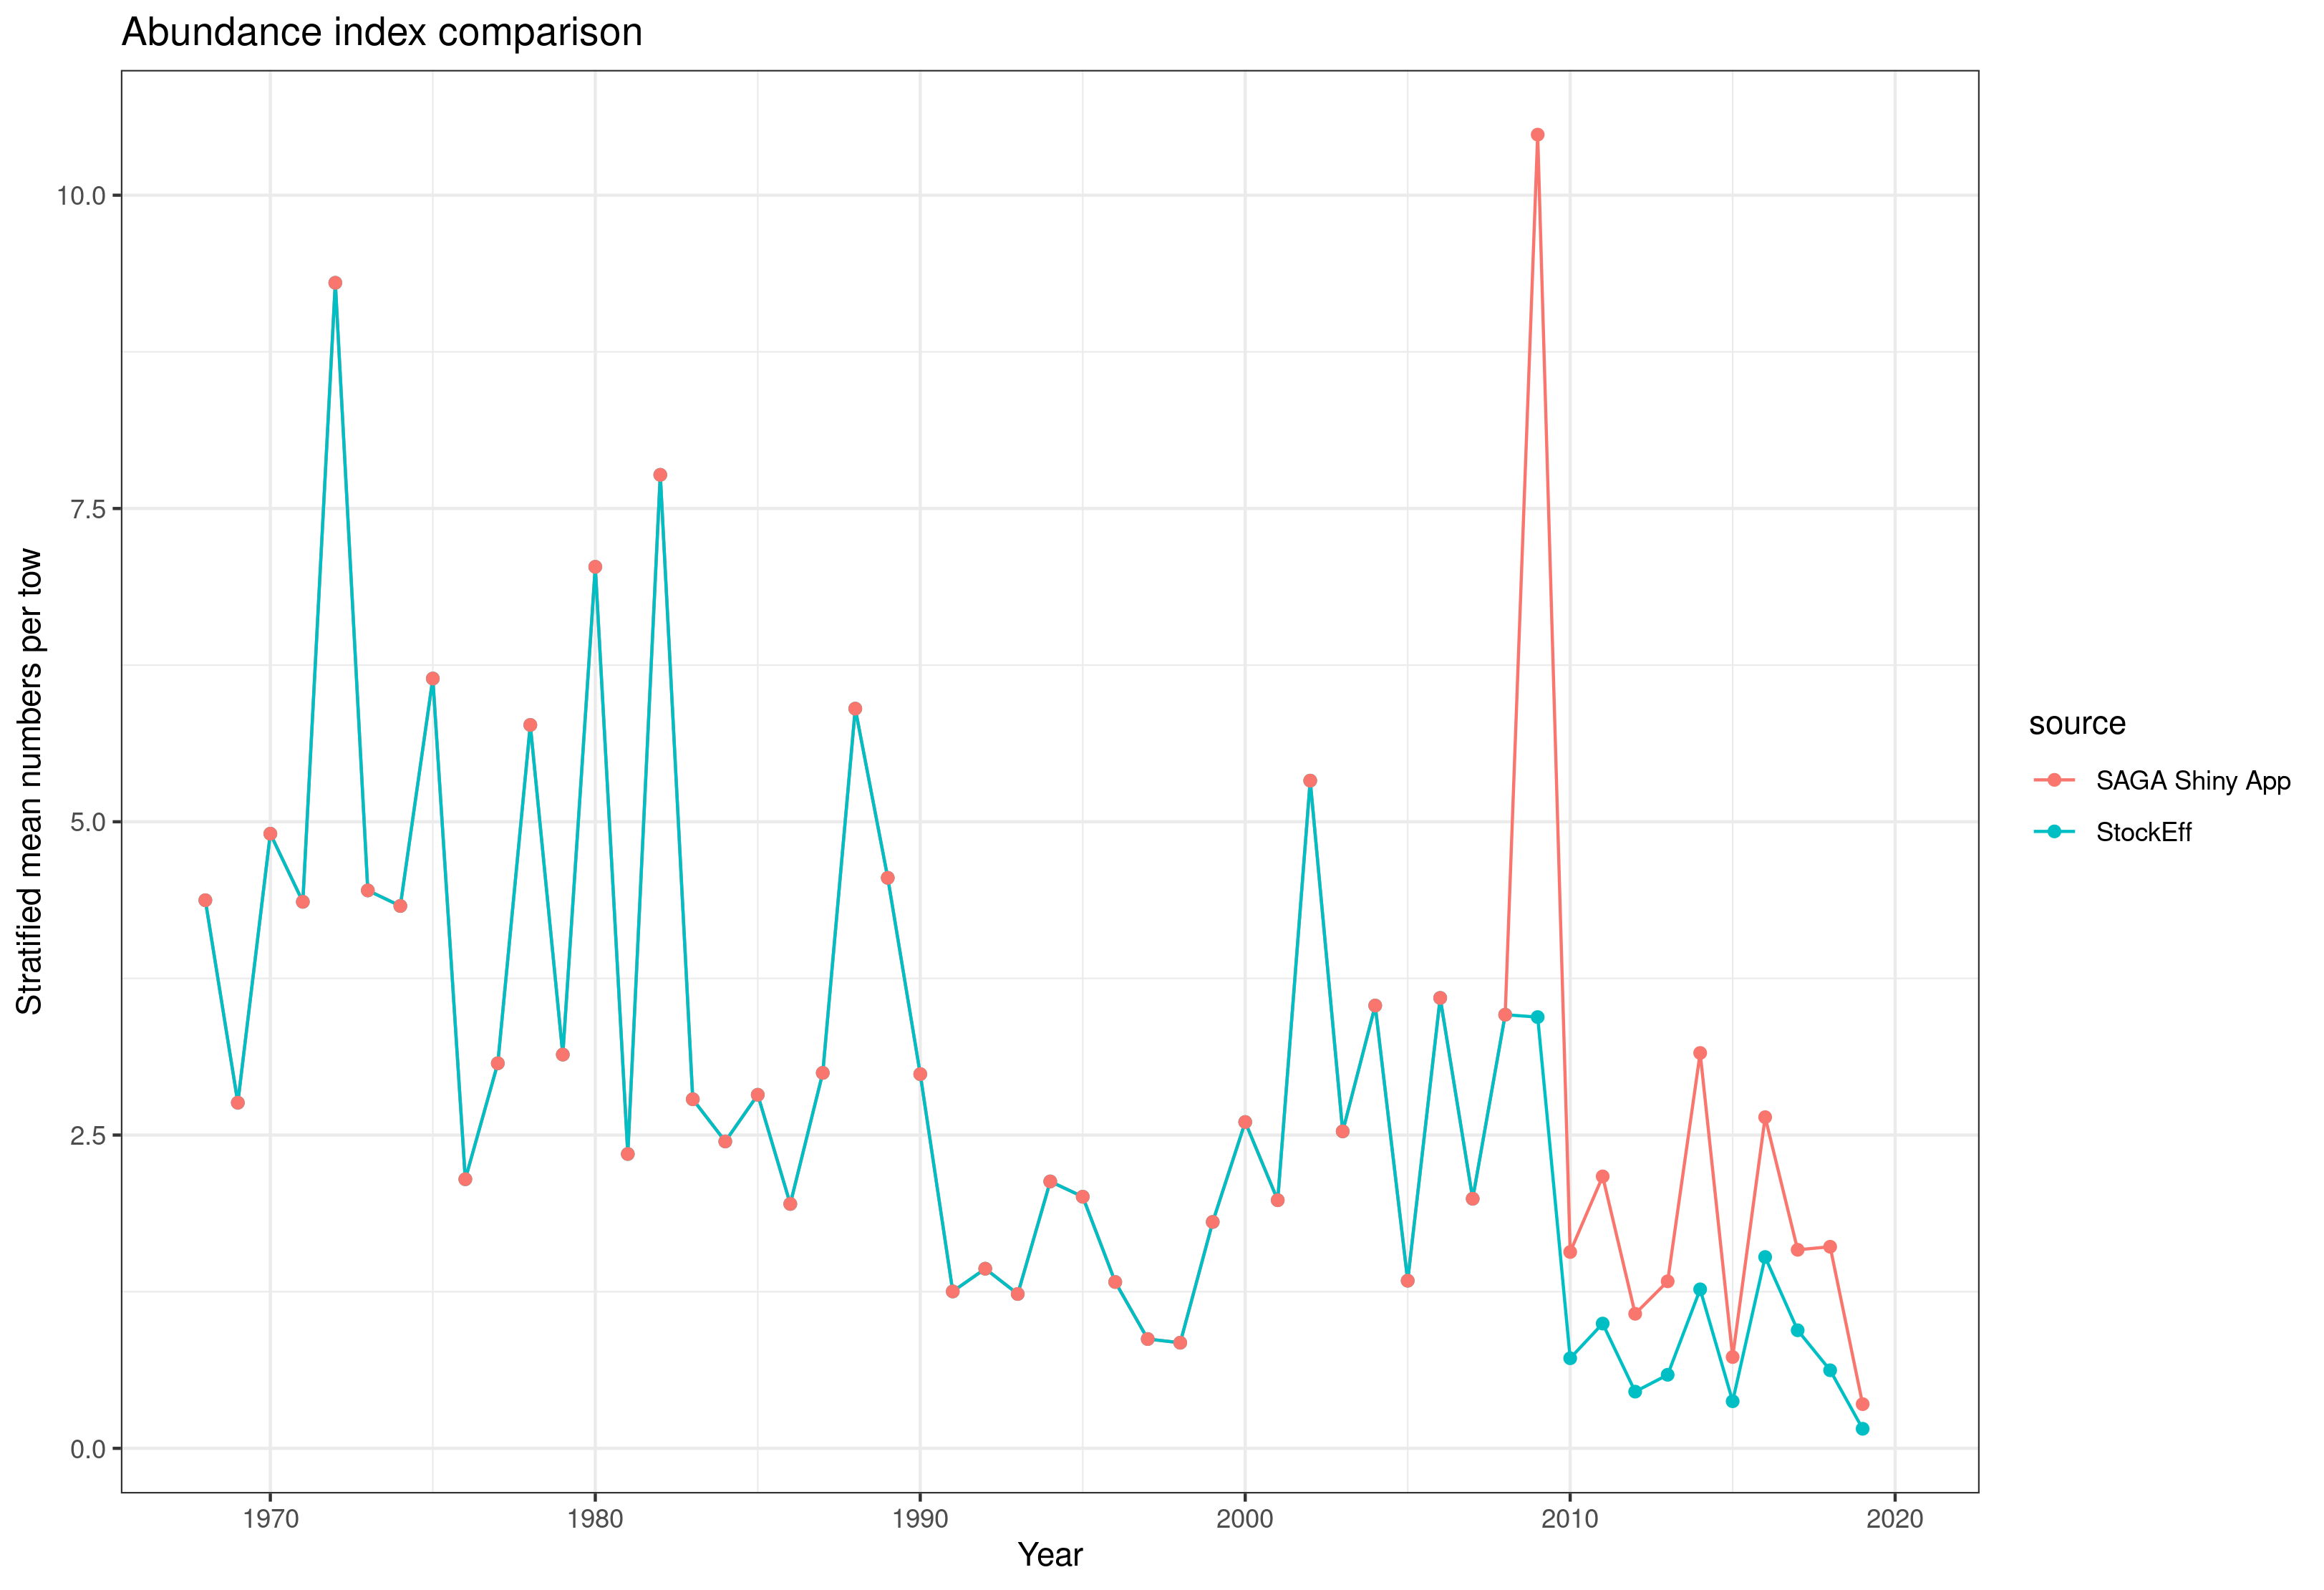 Abundance index comparison
Stratified mean numbers per tow
10.0
7.5
5.0
2.5
0.0
1970
1980
1990
2000
2010
2020
Year
source
SAGA Shiny App
StockEff